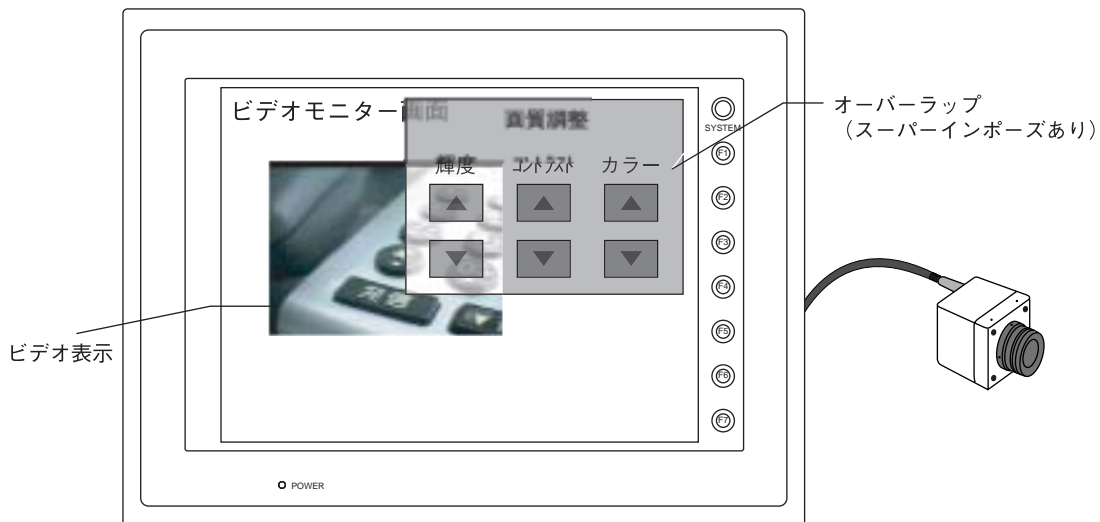 ビデオモニター画面
画質調整
輝度
コントラスト
カラー
オーバーラップ
（スーパーインポーズあり）
SYSTEM
F1
F2
F3
F4
F5
F6
F7
ビデオ表示
POWER